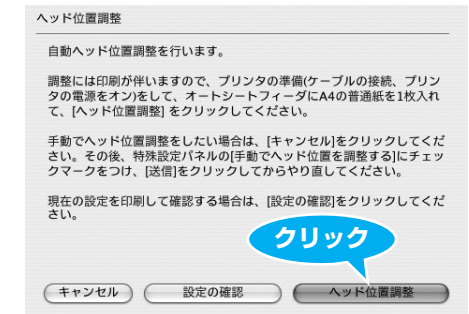 ヘッド位置調整
自動ヘッド位置調整を行います。
調整には印刷が伴いますので、プリンタの準備(ケーブルの接続、プリン
タの電源をオン)をして、オートシートフィーダにA4の普通紙を1枚入れ
て、[ヘッド位置調整] をクリックしてください。
手動でヘッド位置調整をしたい場合は、[キャンセル]をクリックしてくだ
さい。その後、特殊設定パネルの[手動でヘッド位置を調整する]にチェッ
クマークをつけ、[送信]をクリックしてからやり直してください。
現在の設定を印刷して確認する場合は、[設定の確認]をクリックしてくだ
さい。
クリック
キャンセル 設定の確認 ヘッド位置調整